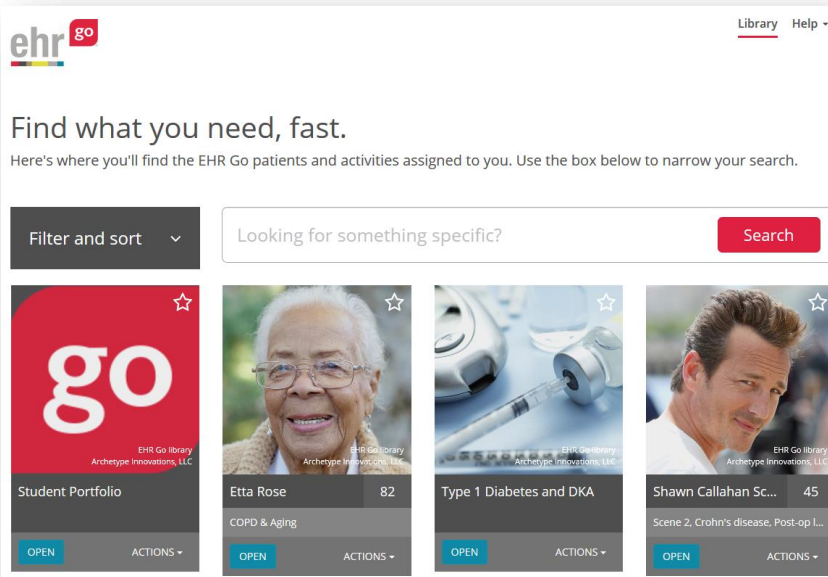 ehr go
Library Help
Find what you need, fast.
Here's where you'll find the EHR Go patients and activities assigned to you. Use the box below to narrow your search.
Filter and sort
Looking for something specific?
Search
go
EHR Go library
Archetype Innovations, LLC
Student Portfolio
OPEN ACTIONS
EHR Go library
Archetype Innovations, LLC
Etta Rose 82
COPD & Aging
OPEN ACTIONS
EHR Go library
Archetype Innovations, LLC
Type 1 Diabetes and DKA
OPEN ACTIONS
EHR Go library
Archetype Innovations, LLC
Shawn Callahan Sc... 45
Scene 2, Crohn's disease, Post-op I...
OPEN ACTIONS